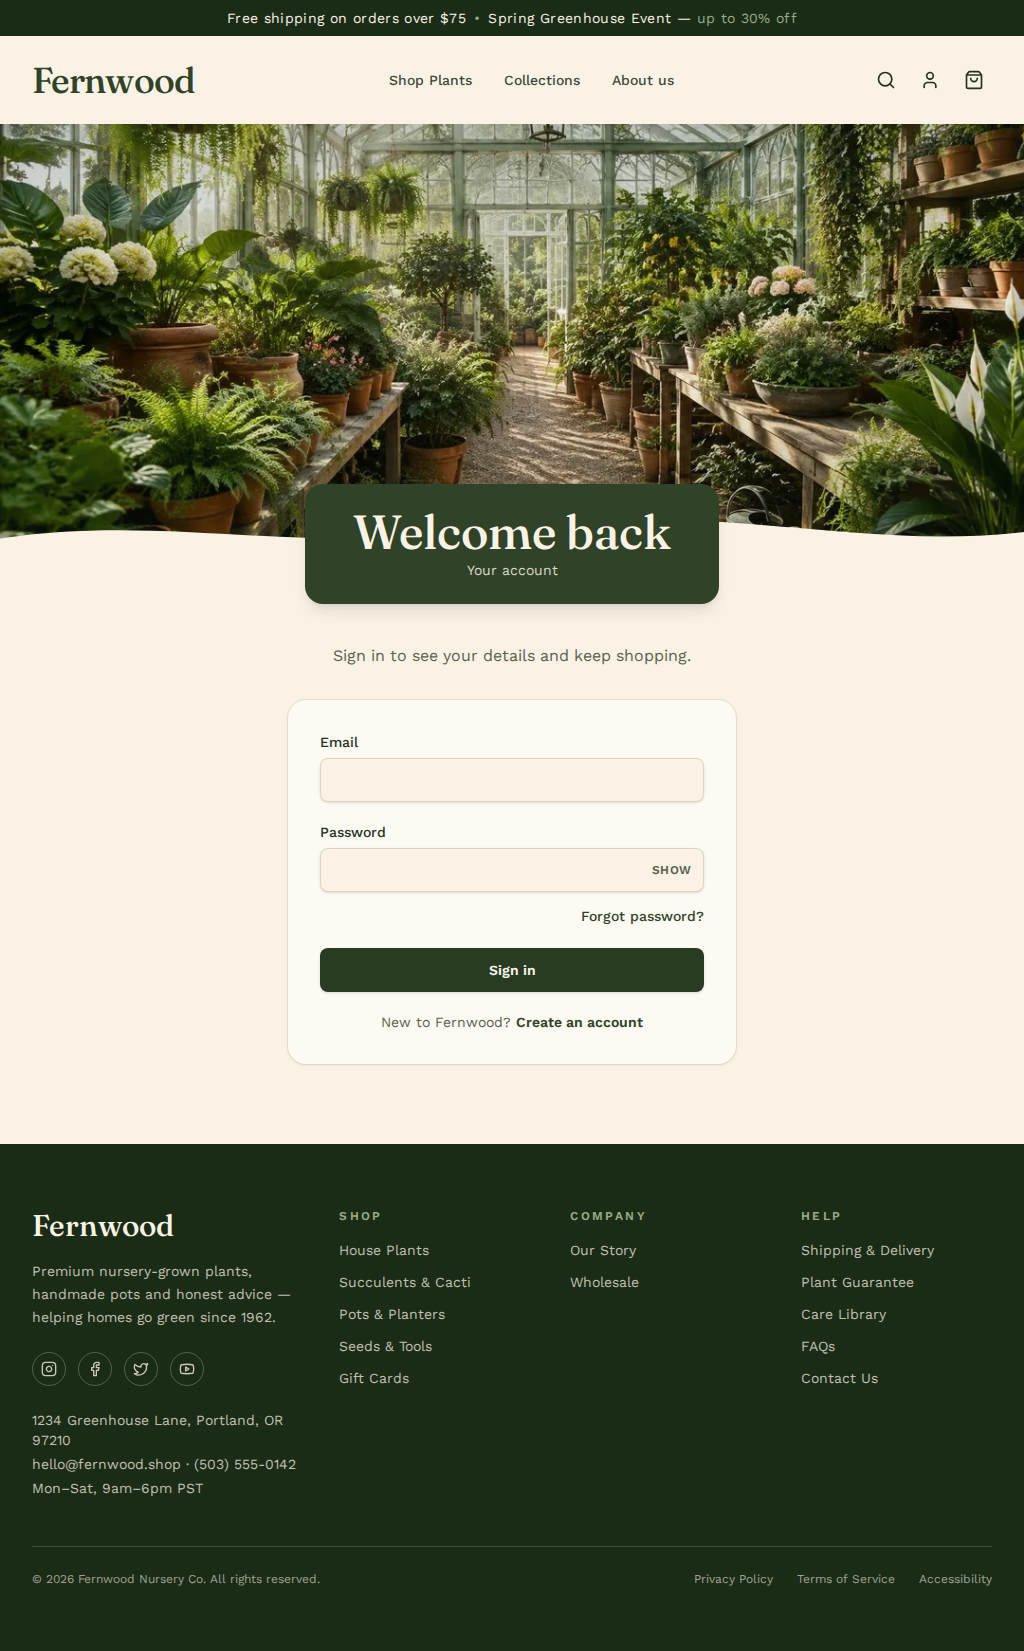 Free shipping on orders over $75 • Spring Greenhouse Event — up to 30% off
Fernwood
Shop Plants Collections About us
Welcome back
Your account
Sign in to see your details and keep shopping.
Email
Password
SHOW
Forgot password?
Sign in
New to Fernwood? Create an account
Fernwood
Premium nursery-grown plants,
handmade pots and honest advice —
helping homes go green since 1962.
1234 Greenhouse Lane, Portland, OR
97210
hello@fernwood.shop · (503) 555-0142
Mon–Sat, 9am–6pm PST
SHOP
House Plants
Succulents & Cacti
Pots & Planters
Seeds & Tools
Gift Cards
COMPANY
Our Story
Wholesale
HELP
Shipping & Delivery
Plant Guarantee
Care Library
FAQs
Contact Us
© 2026 Fernwood Nursery Co. All rights reserved.
Privacy Policy Terms of Service Accessibility